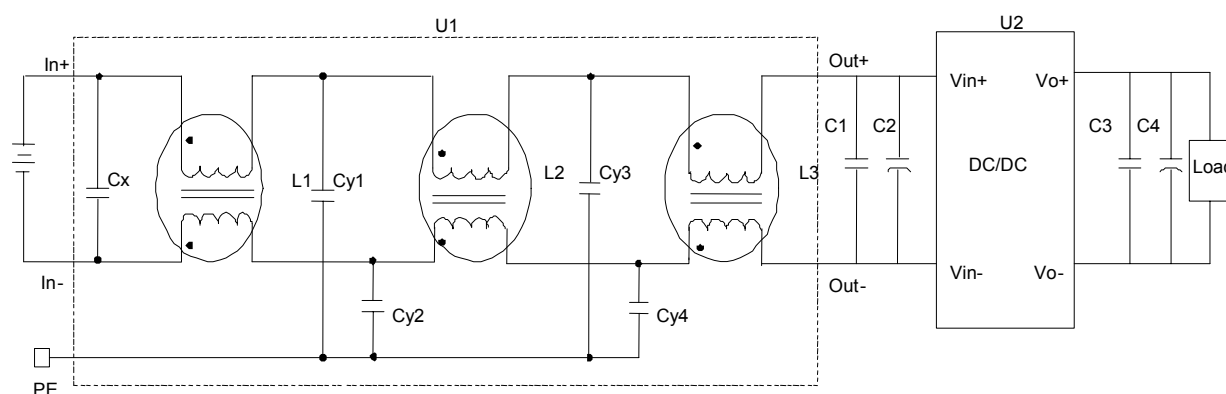 U1
U2
In+
Out+
Vin+
Vo+
C1
C2
C3
C4
Cx
L1
Cy1
L2
Cy3
L3
DC/DC
Load
In-
Out-
Vin-
Vo-
Cy2
Cy4
PE